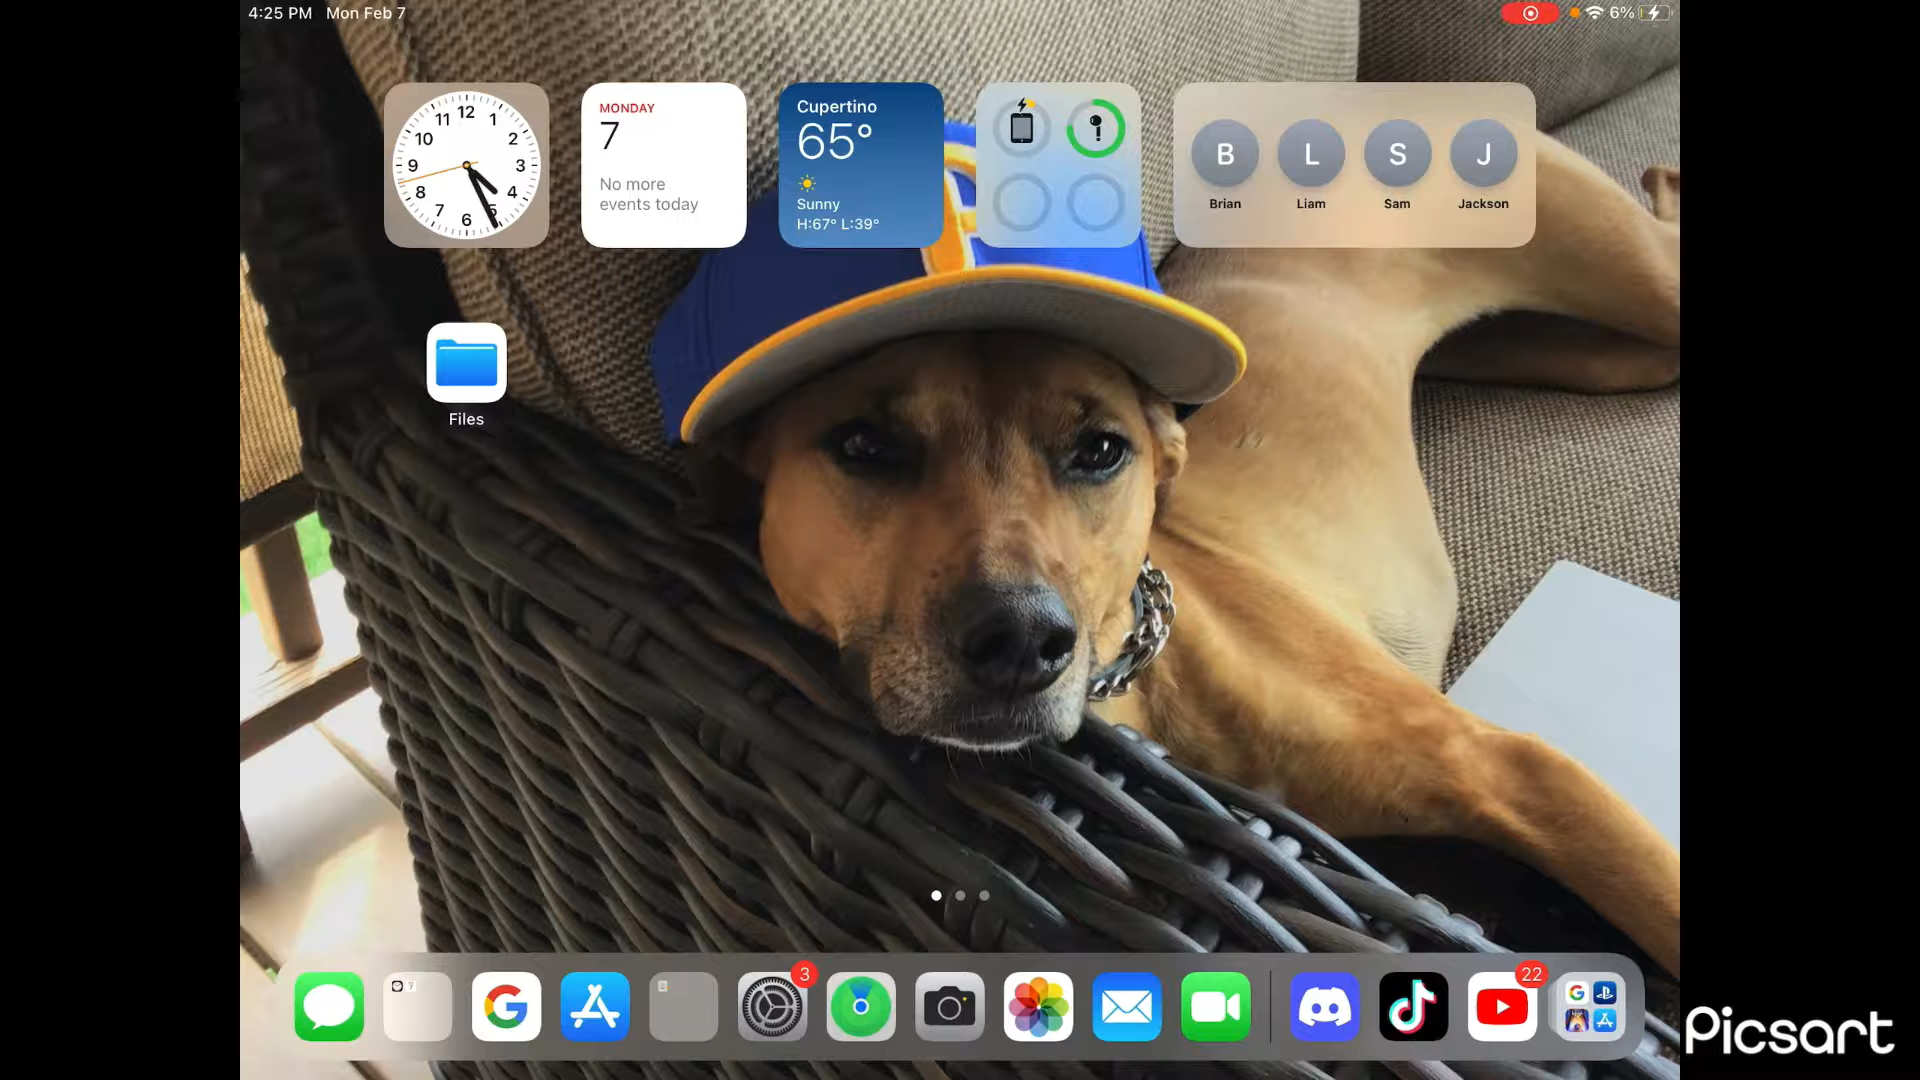 4:25 PM Mon Feb 7
6%
12
11 1
10 2
9 3
8 4
7 5
6
MONDAY
7
No more
events today
Cupertino
65°
Sunny
H:67° L:39°
B L S J
Brian Liam Sam Jackson
Files
3
22
Picsart